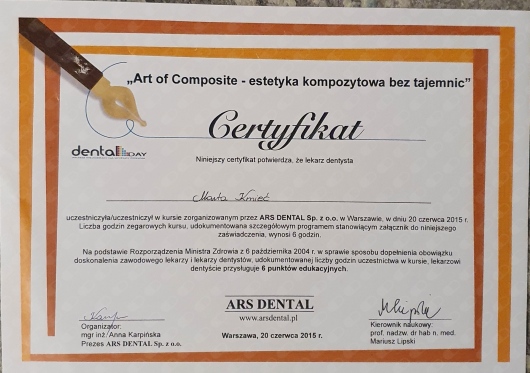 „Art of Composite - estetyka kompozytowa bez tajemnic”
Certyfikat
dental DAY
Niniejszy certyfikat potwierdza, że lekarz dentysta
Marta Kmieć
uczestniczyła/uczestniczył w kursie zorganizowanym przez ARS DENTAL Sp. z o.o. w Warszawie, w dniu 20 czerwca 2015 r.
Liczba godzin zegarowych kursu, udokumentowana szczegółowym programem stanowiącym załącznik do niniejszego
zaświadczenia, wynosi 6 godzin.
Na podstawie Rozporządzenia Ministra Zdrowia z 6 października 2004 r. w sprawie sposobu dopełnienia obowiązku
doskonalenia zawodowego lekarzy i lekarzy dentystów, udokumentowanej liczby godzin uczestnictwa w kursie, lekarzowi
dentyście przysługuje 6 punktów edukacyjnych.
ARS DENTAL
www.arsdental.pl
Organizator:
mgr inż Anna Karpińska
Prezes ARS DENTAL Sp. z o.o.
Warszawa, 20 czerwca 2015 r.
Kierownik naukowy:
prof. nadzw. dr hab n. med.
Mariusz Lipski